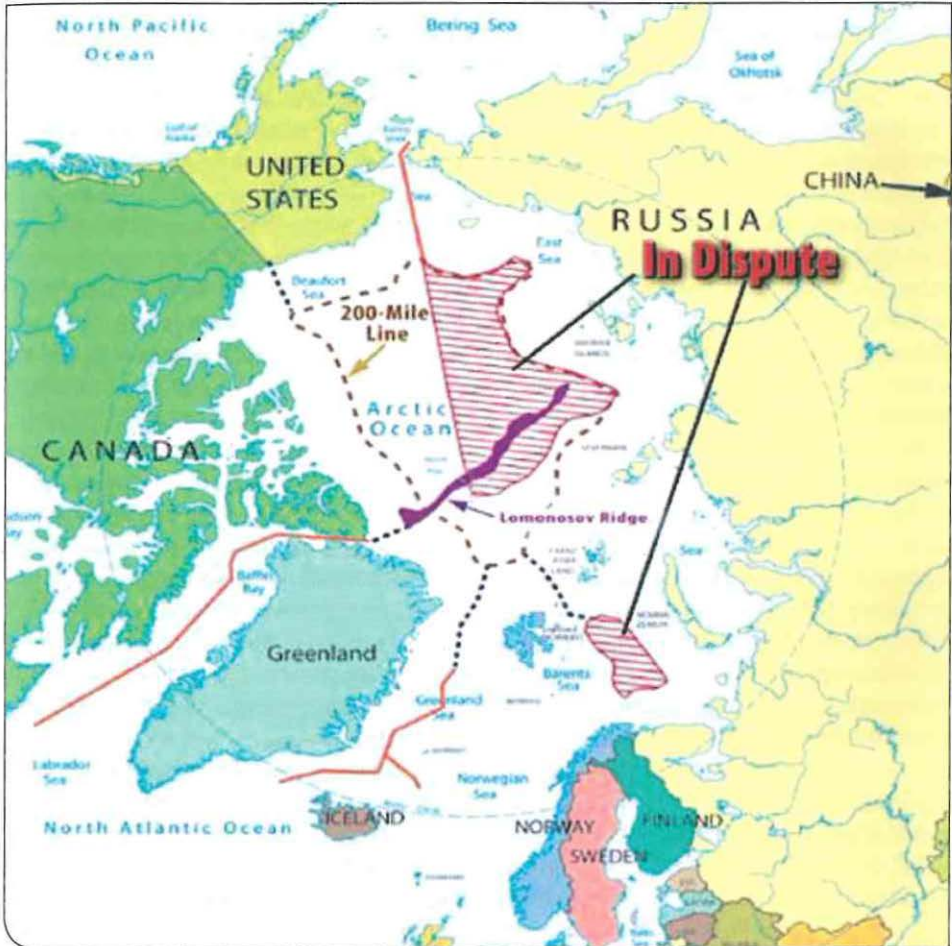 North Pacific
Ocean
Bering Sea
Sea of
Okhotsk
UNITED
STATES
CHINA
RUSSIA
In Dispute
Sea
East
Sea
Beaufort
Sea
200-Mile
Line
Arctic
Ocean
CANADA
Lomonosov Ridge
Baffin
Bay
Sea
Greenland
Barents
Sea
Greenland
Sea
Labrador
Sea
Norwegian
Sea
North Atlantic Ocean
ICELAND
NORWAY
FINLAND
SWEDEN